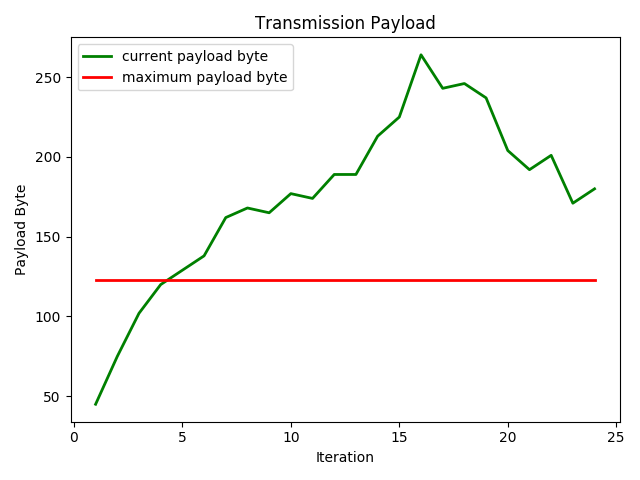 Transmission Payload
current payload byte
maximum payload byte
250
200
150
100
50
Payload Byte
0 5 10 15 20 25
Iteration